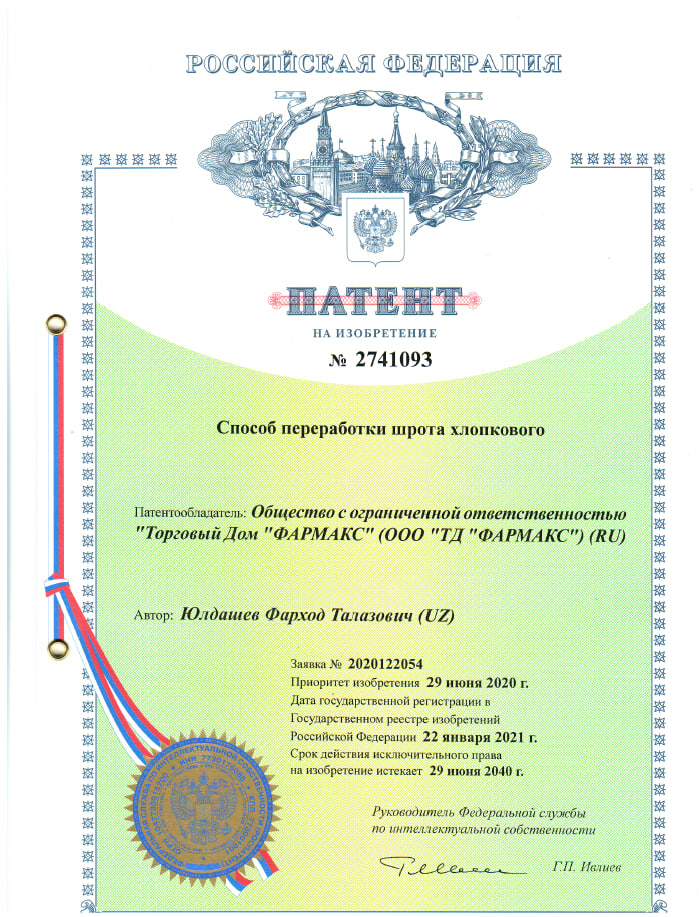 РОССИЙСКАЯ ФЕДЕРАЦИЯ
ПАТЕНТ
НА ИЗОБРЕТЕНИЕ
№ 2741093
Способ переработки шрота хлопкового
Патентообладатель: Общество с ограниченной ответственностью
"Торговый Дом "ФАРМАКС" (ООО "ТД "ФАРМАКС") (RU)
Автор: Юлдашев Фарход Талазович (UZ)
Заявка № 2020122054
Приоритет изобретения 29 июня 2020 г.
Дата государственной регистрации в
Государственном реестре изобретений
Российской Федерации 22 января 2021 г.
Срок действия исключительного права
на изобретение истекает 29 июня 2040 г.
Руководитель Федеральной службы
по интеллектуальной собственности
Г.П. Ивлиев
ПО ИНТЕЛЛЕКТУАЛЬНОЙ СОБСТВЕННОСТИ